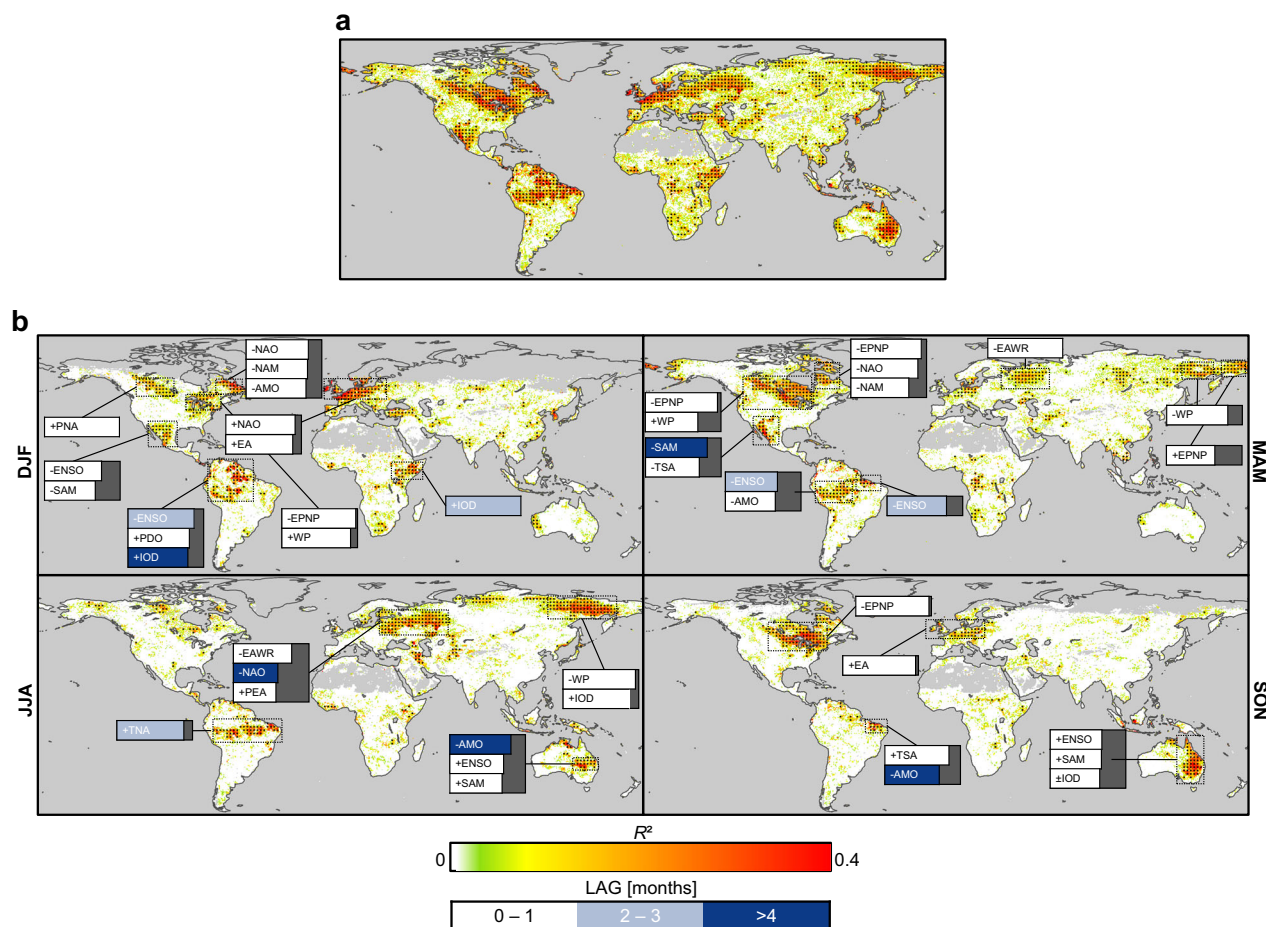 a
b
DJF
-NAO
-NAM
-AMO
+PNA
+NAO
+EA
-ENSO
-SAM
-ENSO
+PDO
+IOD
-EPNP
+WP
+IOD
MAM
-EPNP
-NAO
-NAM
-EAWR
-EPNP
+WP
-SAM
-TSA
-WP
+EPNP
-ENSO
-AMO
-ENSO
JJA
-EAWR
-NAO
+PEA
-WP
+IOD
+TNA
-AMO
+ENSO
+SAM
SON
-EPNP
+EA
+TSA
-AMO
+ENSO
+SAM
±IOD
R²
0 0.4
LAG [months]
0 – 1 2 – 3 >4